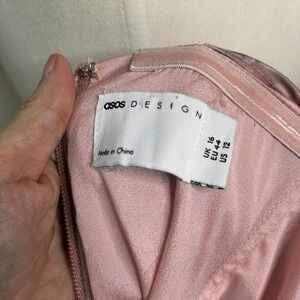 asos DESIGN
Made in China
UK 16
EU 44
US 12